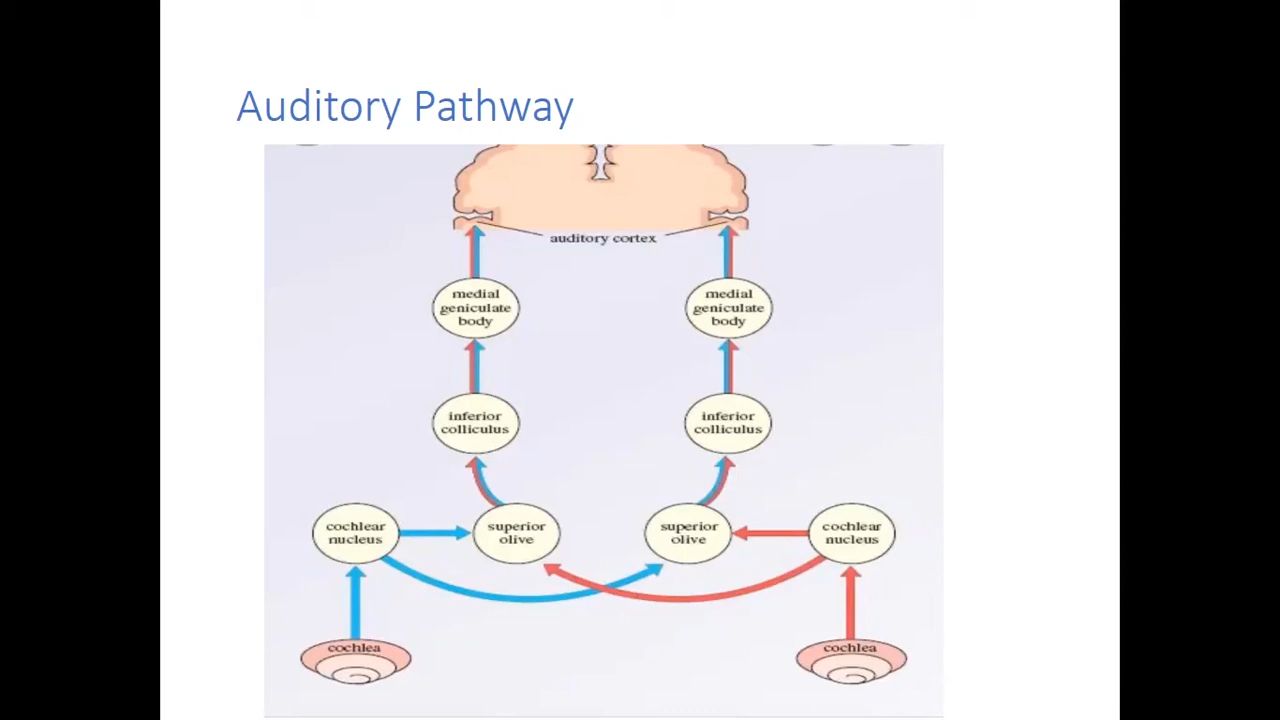 Auditory Pathway
auditory cortex
medial
geniculate
body
medial
geniculate
body
inferior
colliculus
inferior
colliculus
cochlear
nucleus
superior
olive
superior
olive
cochlear
nucleus
cochlea
cochlea